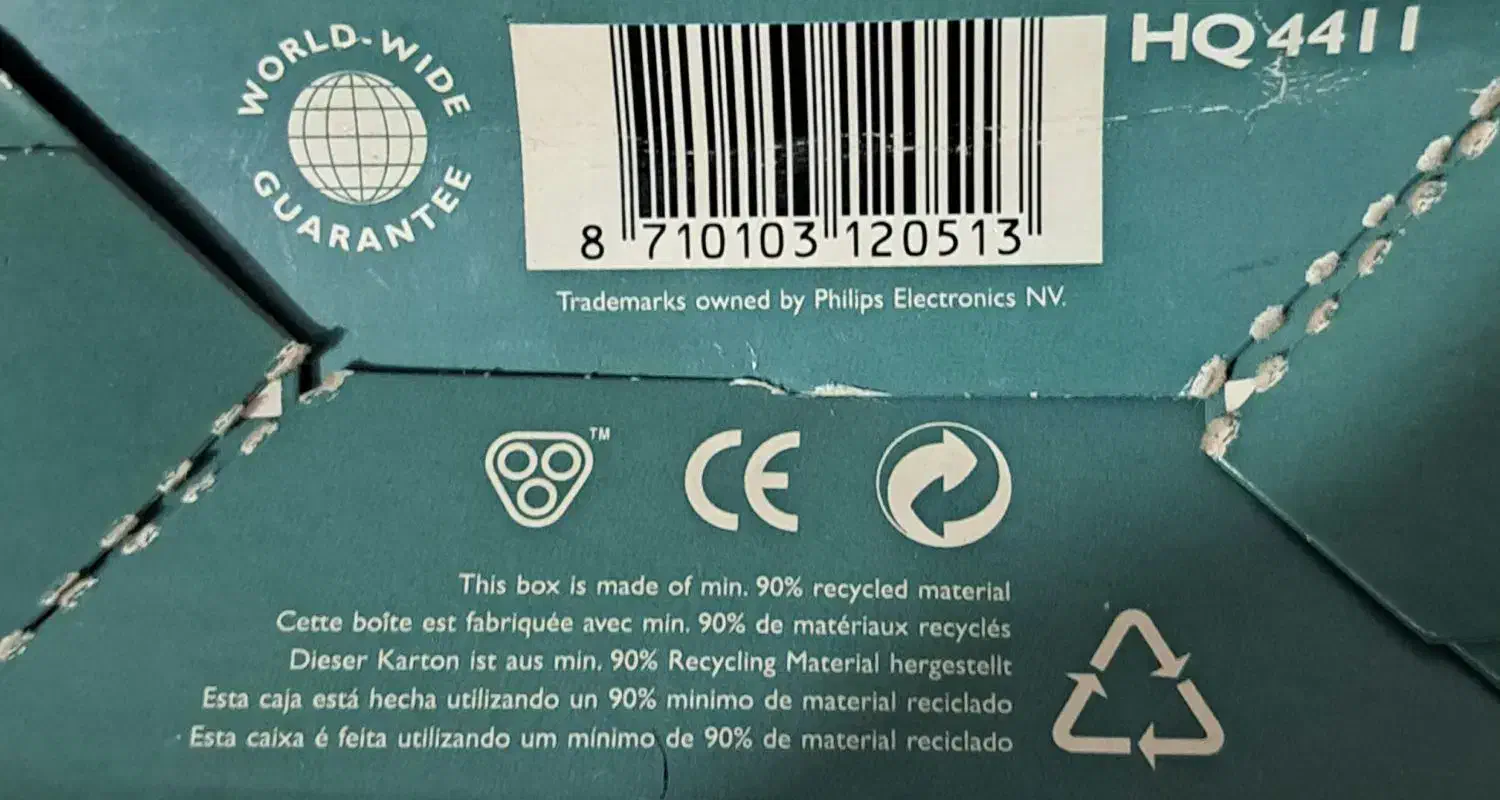 WORLD-WIDE
GUARANTEE
HQ4411
8 710103 120513
Trademarks owned by Philips Electronics NV.
TM
CE
This box is made of min. 90% recycled material
Cette boîte est fabriquée avec min. 90% de matériaux recyclés
Dieser Karton ist aus min. 90% Recycling Material hergestellt
Esta caja está hecha utilizando un 90% minimo de material reciclado
Esta caixa é feita utilizando um mínimo de 90% de material reciclado